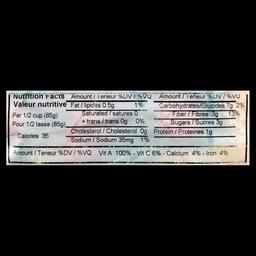 Nutrition Facts
Valeur nutritive
Per 1/2 cup (85g)
Pour 1/2 tasse (85g)
Calories 35
Amount / Teneur %DV / %VQ
Fat / lipides 0.5g 1%
Saturated / satures 0
+ trans / trans 0g 0%
Cholesterol / Cholesterol 0g
Sodium / Sodium 35mg 1%
Amount / Teneur %DV / %VQ
Carbohydrates/Glucides 7g 2%
Fiber / Fibres 3g 13%
Sugars / Sucres 3g
Protein / Proteines 1g
Amount / Teneur %DV / %VQ Vit A 100% - Vit C 6% - Calcium 4% - Iron 4%